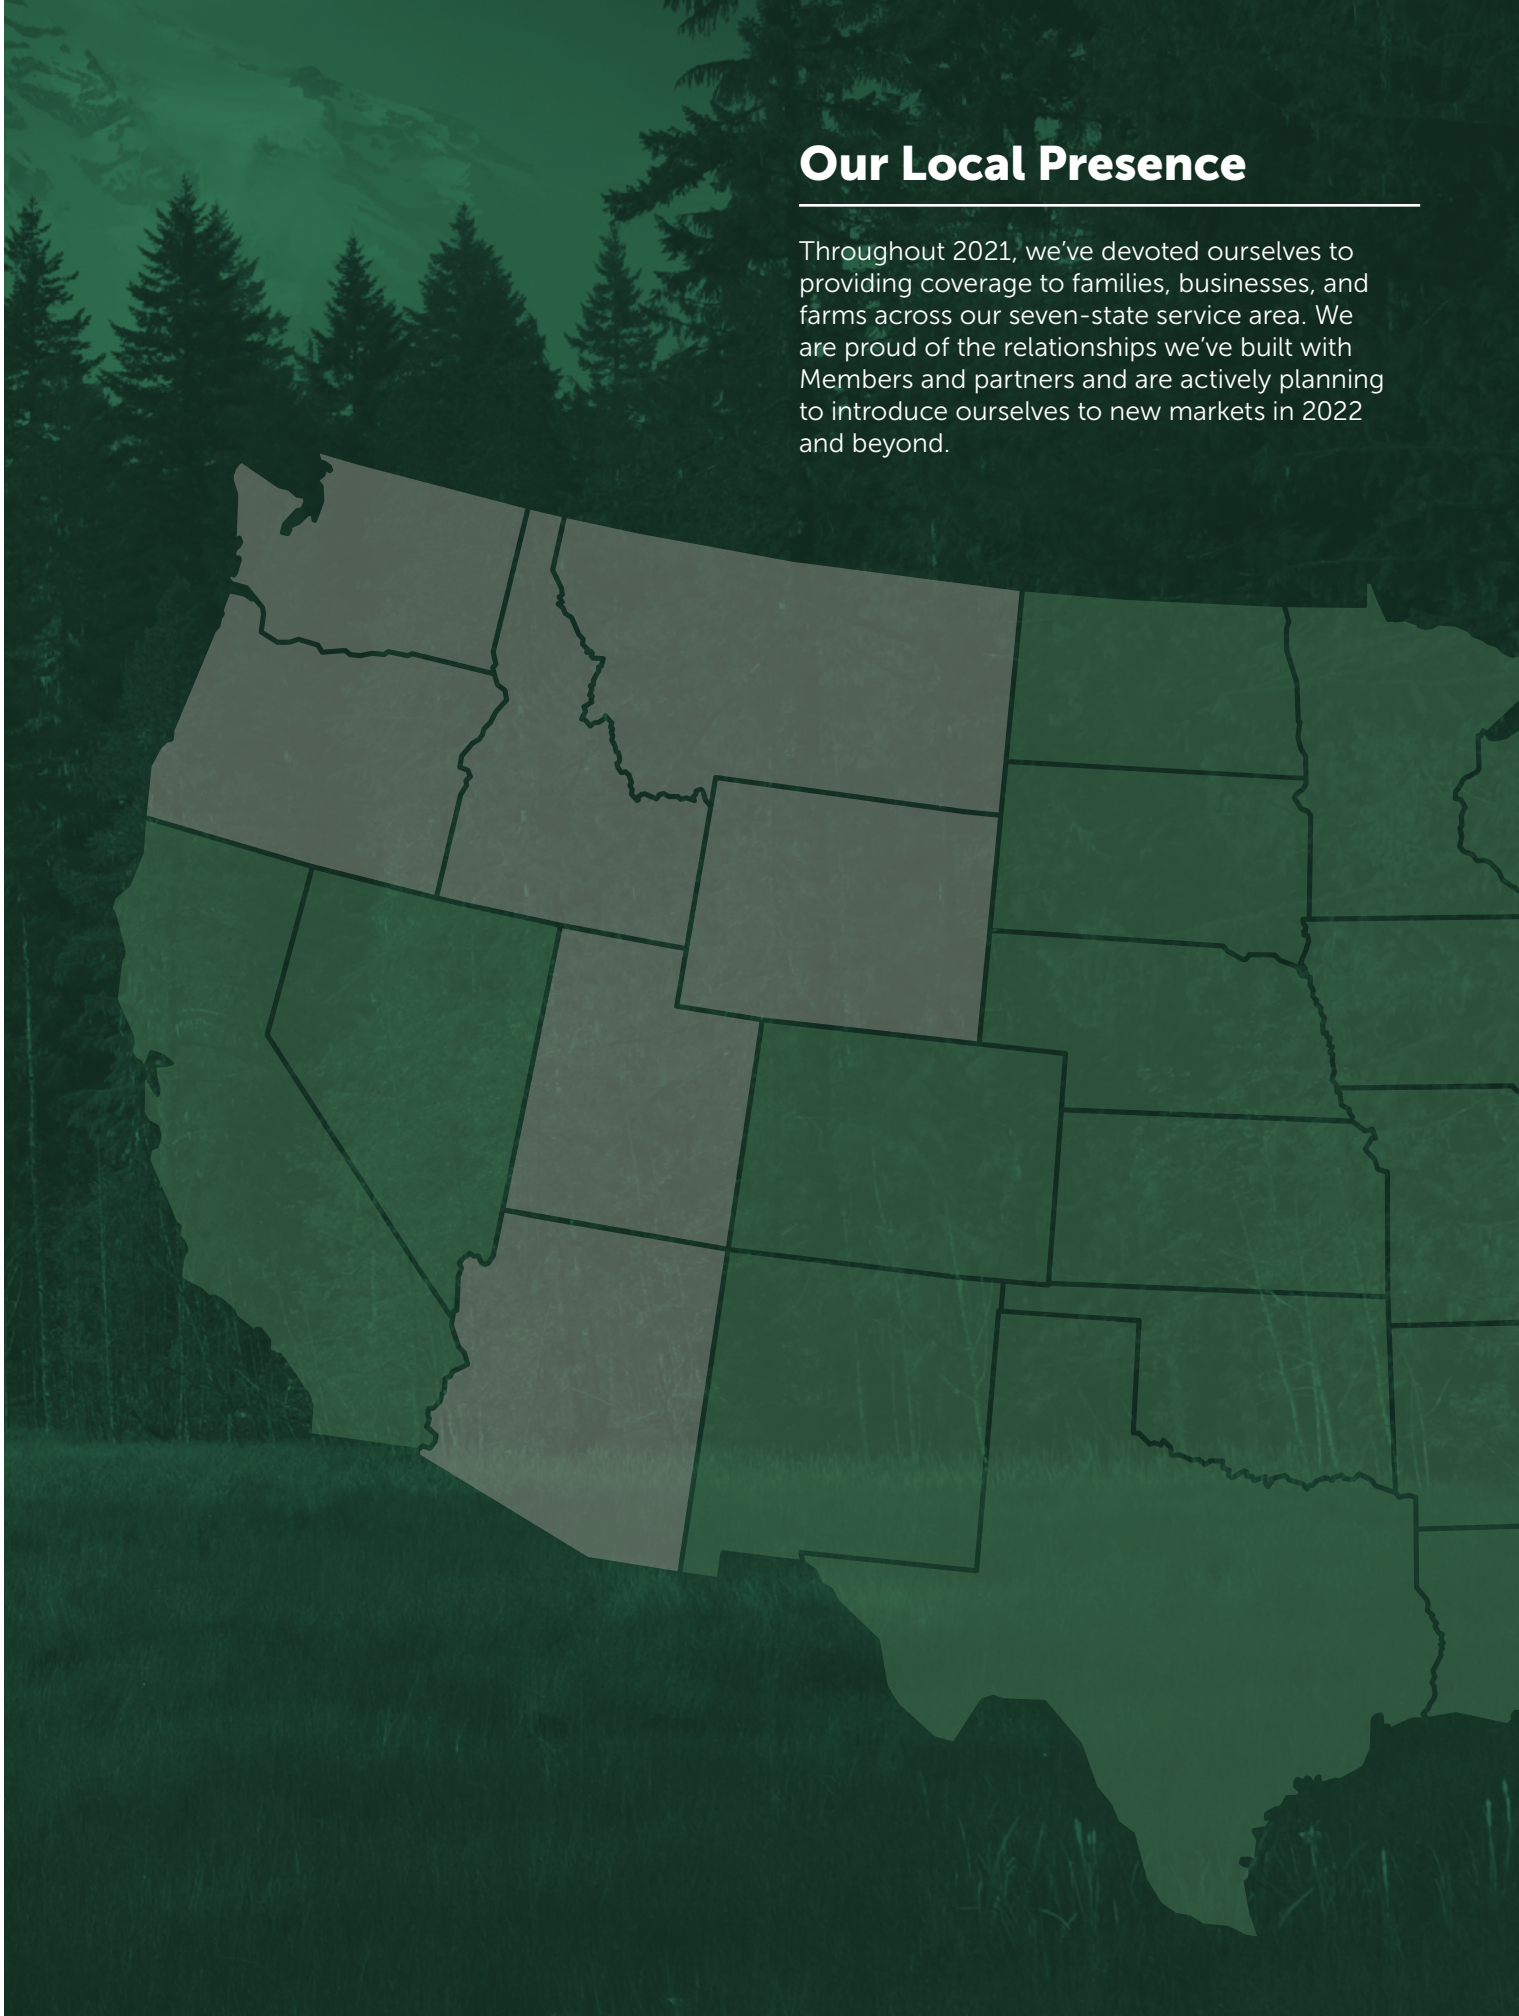 Our Local Presence
Throughout 2021, we’ve devoted ourselves to
providing coverage to families, businesses, and
farms across our seven-state service area. We
are proud of the relationships we’ve built with
Members and partners and are actively planning
to introduce ourselves to new markets in 2022
and beyond.